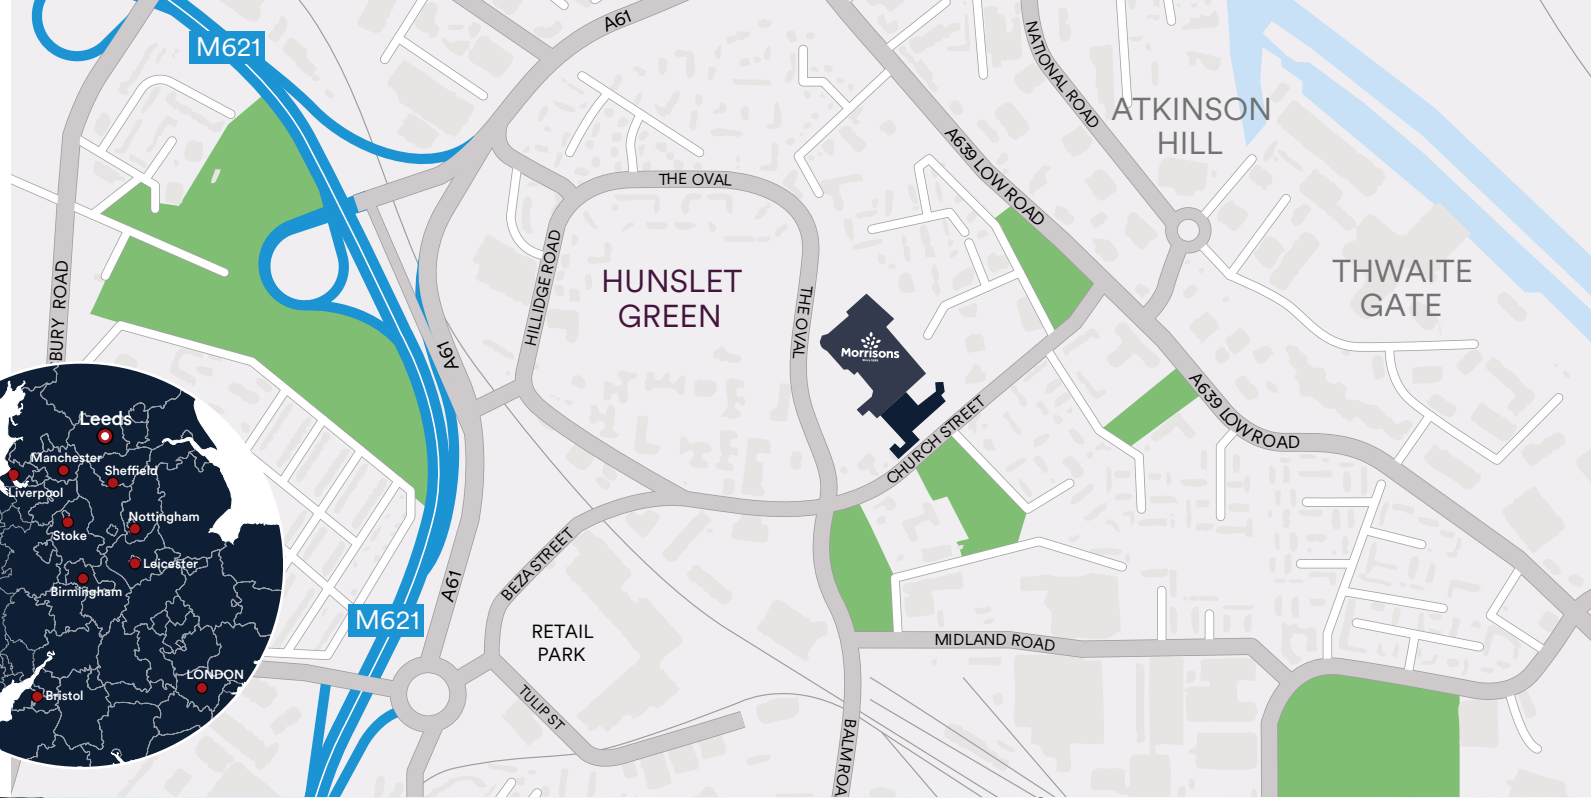 A61
M621
NATIONAL ROAD
ATKINSON
HILL
A639 LOW ROAD
THE OVAL
HILLIDGE ROAD
HUNSLET
GREEN
THE OVAL
THWAITE
GATE
BURY ROAD
A61
Morrisons
A639 LOW ROAD
CHURCH STREET
Leeds
Manchester
Sheffield
Liverpool
Nottingham
Stoke
Leicester
Birmingham
LONDON
Bristol
BEZA STREET
A61
M621
RETAIL
PARK
MIDLAND ROAD
TULIP ST
BALM ROA